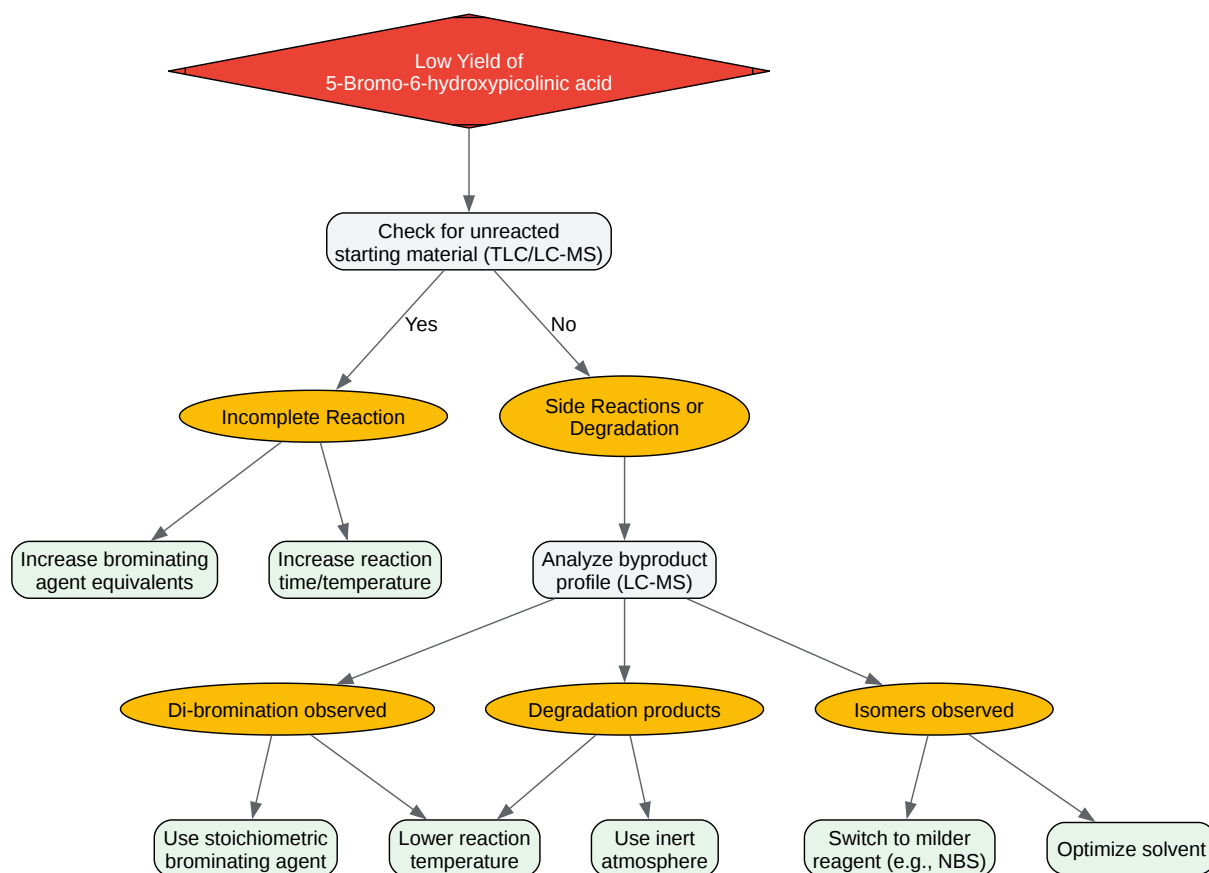 Low Yield of
5-Bromo-6-hydroxypicolinic acid
Check for unreacted
starting material (TLC/LC-MS)
Yes
No
Incomplete Reaction
Side Reactions or
Degradation
Increase brominating
agent equivalents
Increase reaction
time/temperature
Analyze byproduct
profile (LC-MS)
Di-bromination observed
Degradation products
Isomers observed
Use stoichiometric
brominating agent
Lower reaction
temperature
Use inert
atmosphere
Switch to milder
reagent (e.g., NBS)
Optimize solvent